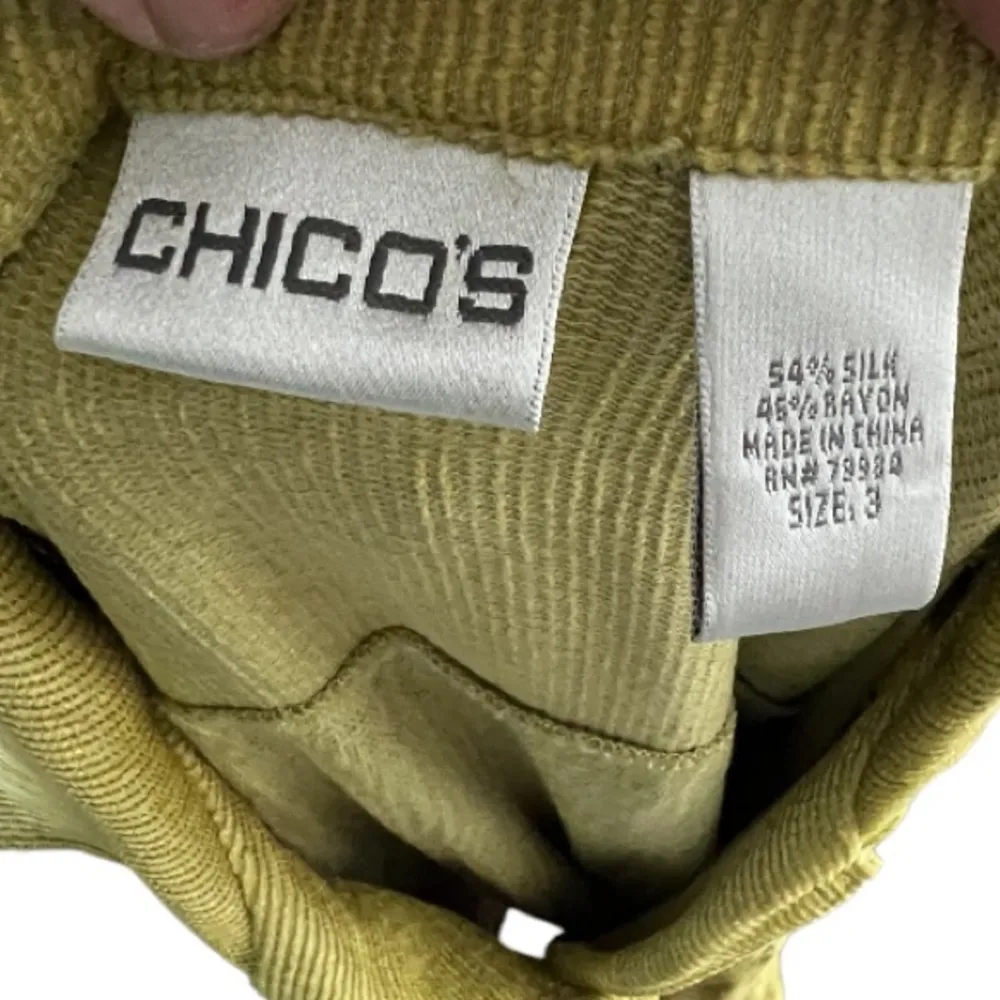 CHICO'S
54% SILK
46% RAYON
MADE IN CHINA
RN# 79984
SIZE: 3